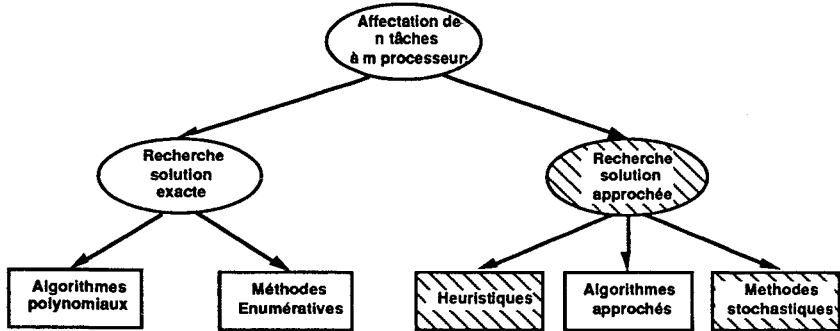 Affectation de
n tâches
à m processeur
Recherche
solution
exacte
Recherche
solution
approchée
Algorithmes
polynomiaux
Méthodes
Enumératives
Heuristiques
Algorithmes
approchés
Methodes
stochastiques